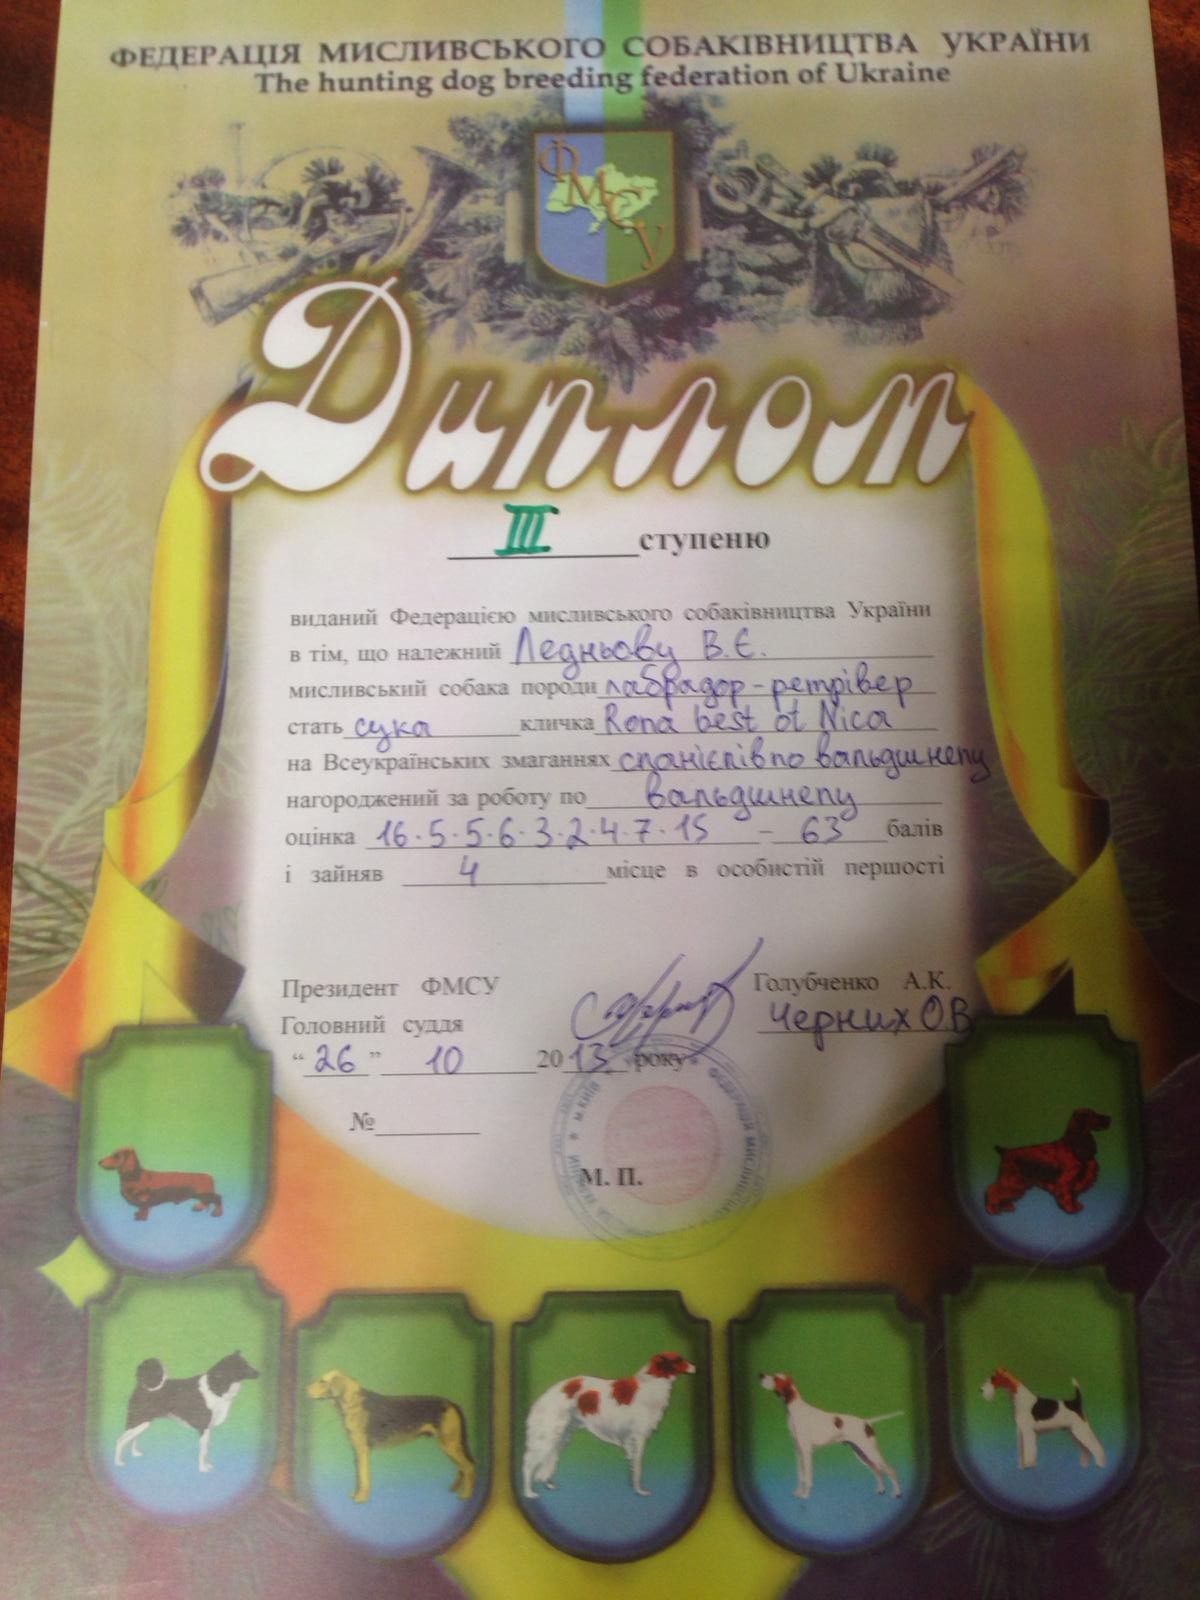 ФЕДЕРАЦІЯ МИСЛИВСЬКОГО СОБАКІВНИЦТВА УКРАЇНИ
The hunting dog breeding federation of Ukraine
ФМСУ
Диплом
III ступеню
виданий Федерацією мисливського собаківництва України
в тім, що належний Ледньову В.Є.
мисливський собака породи лабрадор-ретрівер
стать сука кличка Rona best ot Nica
на Всеукраїнських змаганнях спанієлів по вальдшнепу
нагороджений за роботу по вальдшнепу
оцінка 16·5·5·6·3·2·4·7·15 - 63 балів
і зайняв 4 місце в особистій першості
Президент ФМСУ Голубченко А.К.
Головний суддя Черних О.В
“26” 10 2013 року
№
М. П.